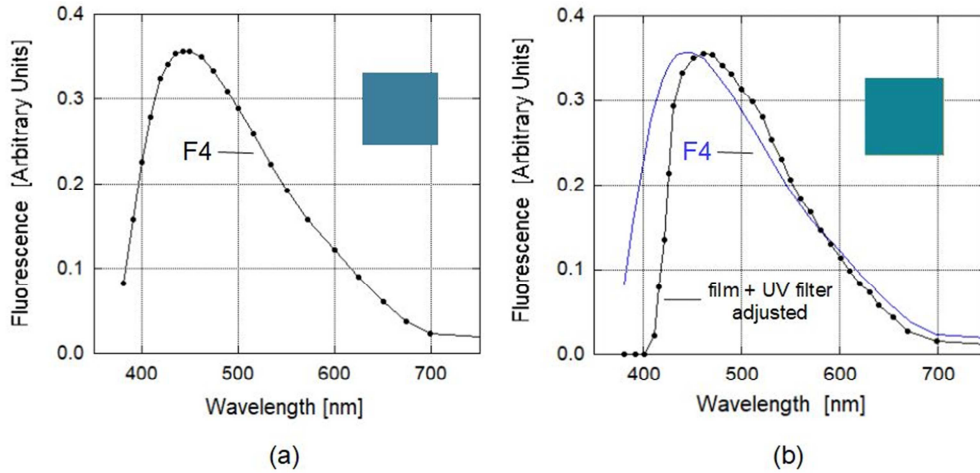 0.4
0.3
0.2
0.1
0.0
Fluorescence [Arbitrary Units]
F4
400 500 600 700
Wavelength [nm]
(a)
0.4
0.3
0.2
0.1
0.0
Fluorescence [Arbitrary Units]
F4
film + UV filter
adjusted
400 500 600 700
Wavelength [nm]
(b)